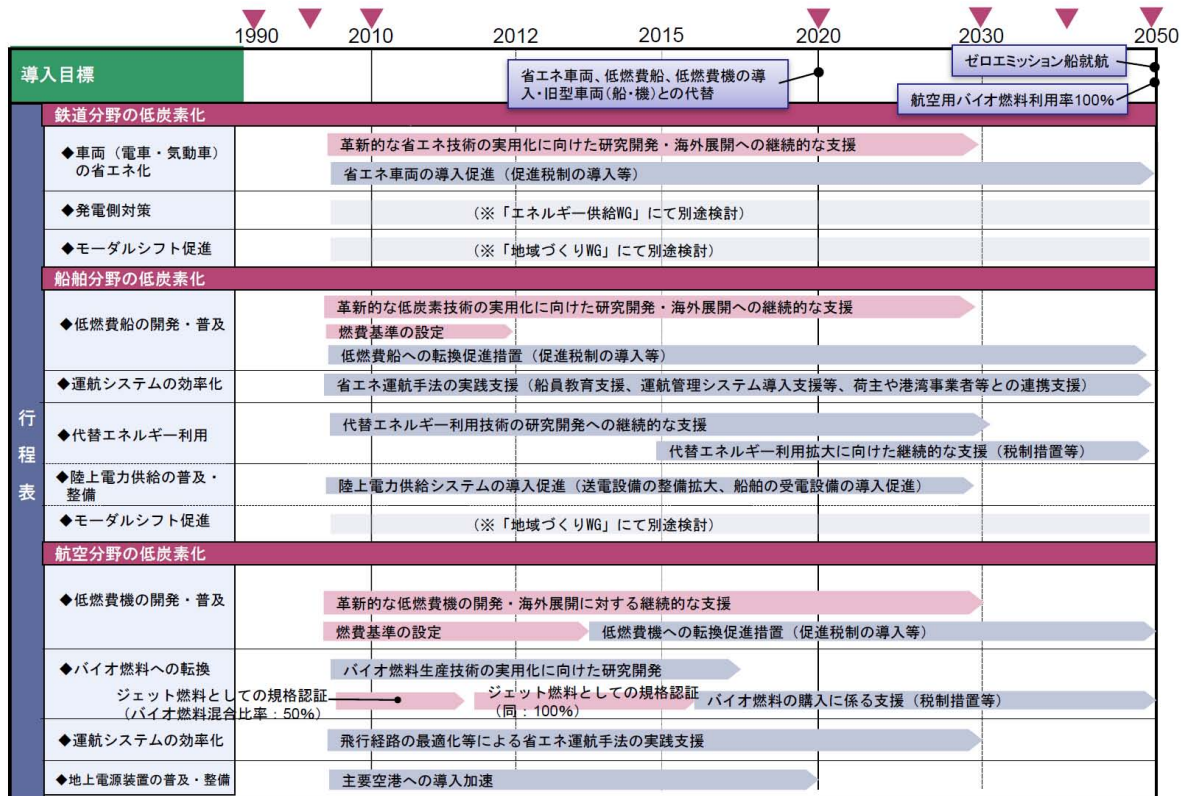 1990 2010 2012 2015 2020 2030 2050
導入目標
省エネ車両、低燃費船、低燃費機の導
入・旧型車両(船・機)との代替
ゼロエミッション船就航
航空用バイオ燃料利用率100%
行程表
鉄道分野の低炭素化
◆車両（電車・気動車）
の省エネ化
革新的な省エネ技術の実用化に向けた研究開発・海外展開への継続的な支援
省エネ車両の導入促進（促進税制の導入等）
◆発電側対策
（※「エネルギー供給WG」にて別途検討）
◆モーダルシフト促進
（※「地域づくりWG」にて別途検討）
船舶分野の低炭素化
◆低燃費船の開発・普及
革新的な低炭素技術の実用化に向けた研究開発・海外展開への継続的な支援
燃費基準の設定
低燃費船への転換促進措置（促進税制の導入等）
◆運航システムの効率化
省エネ運航手法の実践支援（船員教育支援、運航管理システム導入支援等、荷主や港湾事業者等との連携支援）
◆代替エネルギー利用
代替エネルギー利用技術の研究開発への継続的な支援
代替エネルギー利用拡大に向けた継続的な支援（税制措置等）
◆陸上電力供給の普及・
整備
陸上電力供給システムの導入促進（送電設備の整備拡大、船舶の受電設備の導入促進）
◆モーダルシフト促進
（※「地域づくりWG」にて別途検討）
航空分野の低炭素化
◆低燃費機の開発・普及
革新的な低燃費機の開発・海外展開に対する継続的な支援
燃費基準の設定
低燃費機への転換促進措置（促進税制の導入等）
◆バイオ燃料への転換
バイオ燃料生産技術の実用化に向けた研究開発
ジェット燃料としての規格認証
（バイオ燃料混合比率：50%）
ジェット燃料としての規格認証
（同：100%）
バイオ燃料の購入に係る支援（税制措置等）
◆運航システムの効率化
飛行経路の最適化等による省エネ運航手法の実践支援
◆地上電源装置の普及・整備
主要空港への導入加速